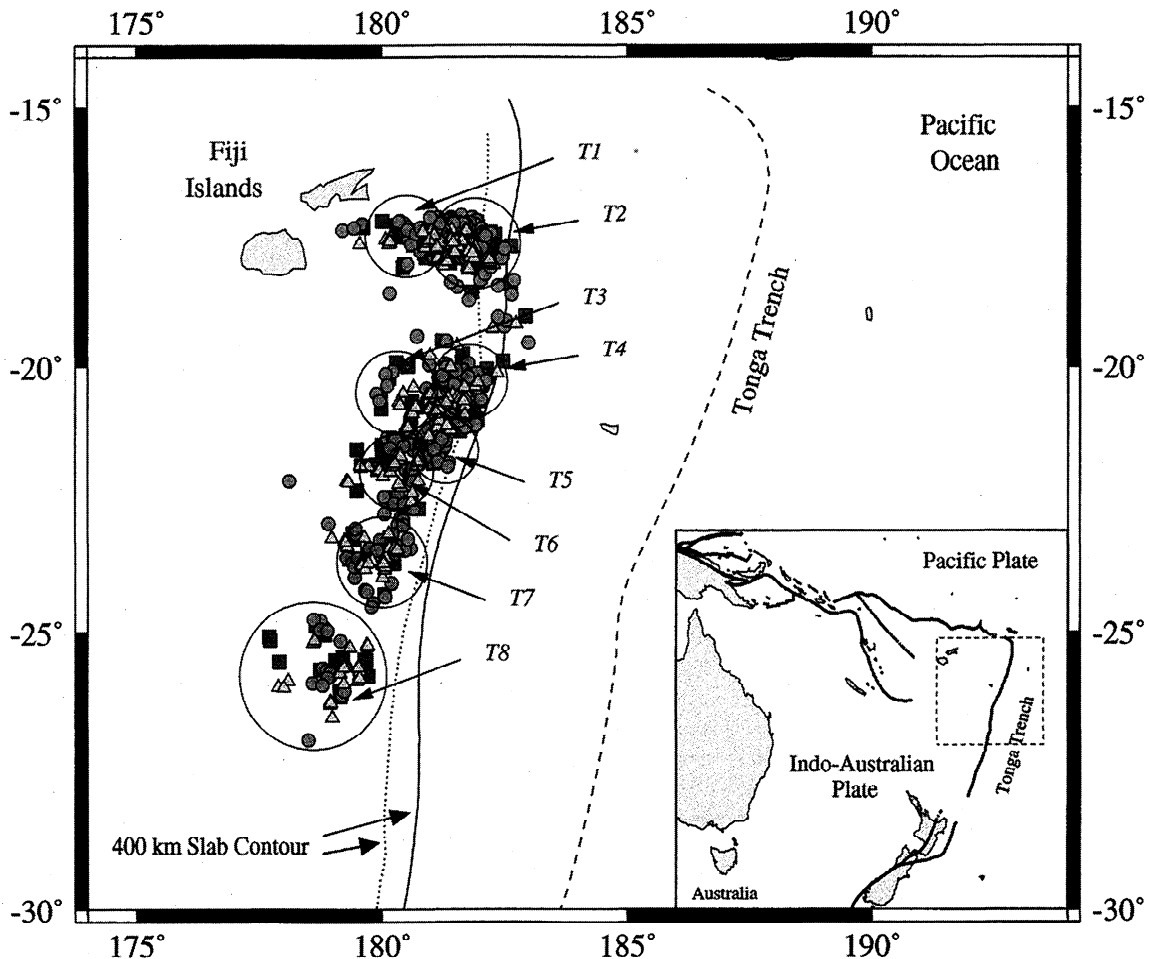 175° 180° 185° 190°
-15° -15°
Pacific
Ocean
Fiji
Islands
T1
T2
T3
T4
Tonga Trench
-20° -20°
T5
T6
T7
T8
-25° -25°
Pacific Plate
Indo-Australian
Plate
Tonga Trench
Australia
400 km Slab Contour
-30° -30°
175° 180° 185° 190°